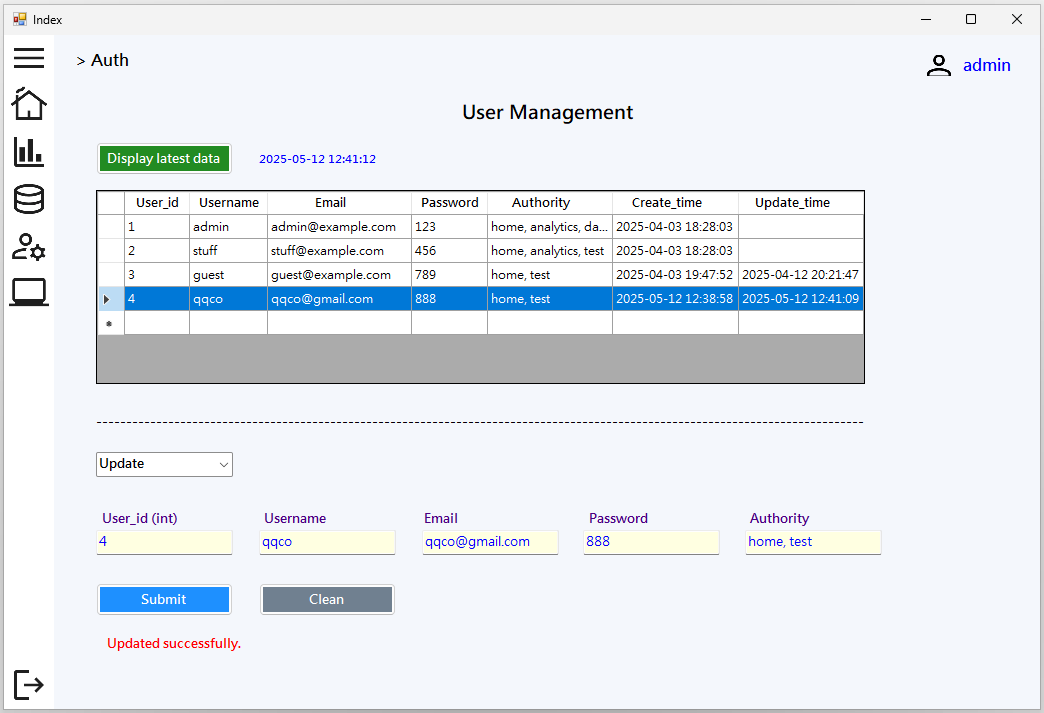 Index
> Auth
admin
User Management
Display latest data 2025-05-12 12:41:12
User_id Username Email Password Authority Create_time Update_time
1 admin admin@example.com 123 home, analytics, da... 2025-04-03 18:28:03
2 stuff stuff@example.com 456 home, analytics, test 2025-04-03 18:28:03
3 guest guest@example.com 789 home, test 2025-04-03 19:47:52 2025-04-12 20:21:47
4 qqco qqco@gmail.com 888 home, test 2025-05-12 12:38:58 2025-05-12 12:41:09
Update
User_id (int) Username Email Password Authority
4 qqco qqco@gmail.com 888 home, test
Submit Clean
Updated successfully.